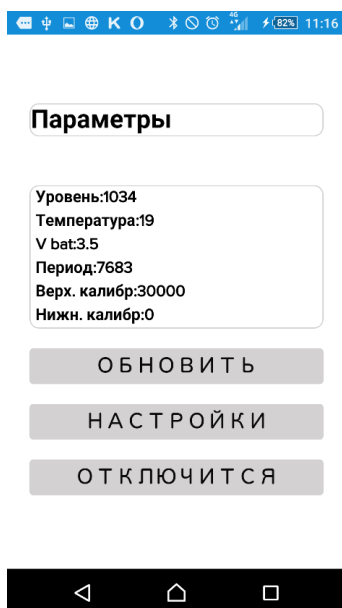 4G
82% 11:16
Параметры
Уровень:1034
Температура:19
V bat:3.5
Период:7683
Верх. калибр:30000
Нижн. калибр:0
ОБНОВИТЬ
НАСТРОЙКИ
ОТКЛЮЧИТСЯ